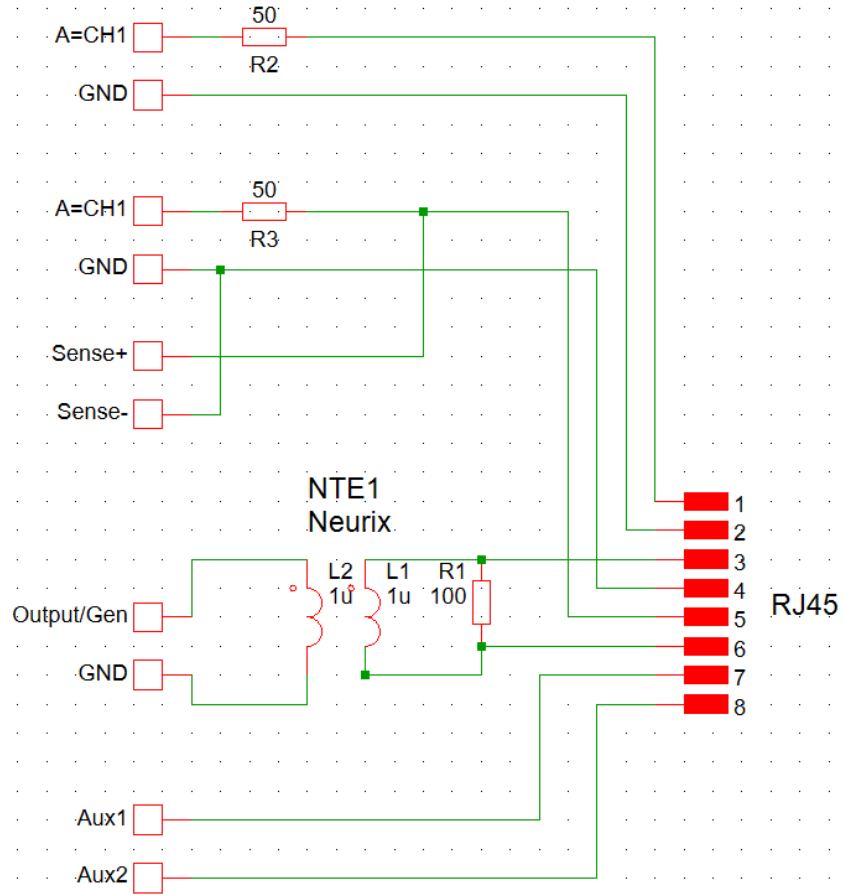 50
A=CH1
R2
GND
50
A=CH1
R3
GND
Sense+
Sense-
NTE1
Neurix
1
2
3
4
5
6
7
8
RJ45
L2
1u
L1
1u
R1
100
Output/Gen
GND
Aux1
Aux2